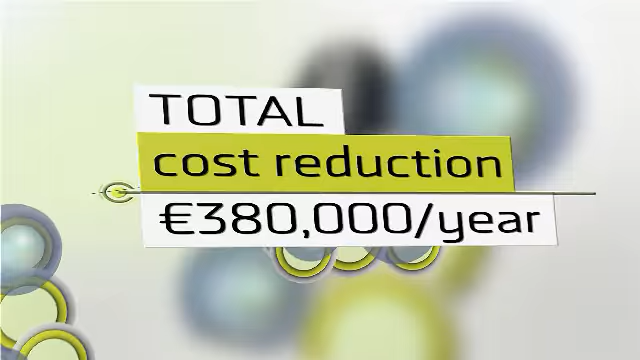 TOTAL
cost reduction
€380,000/year